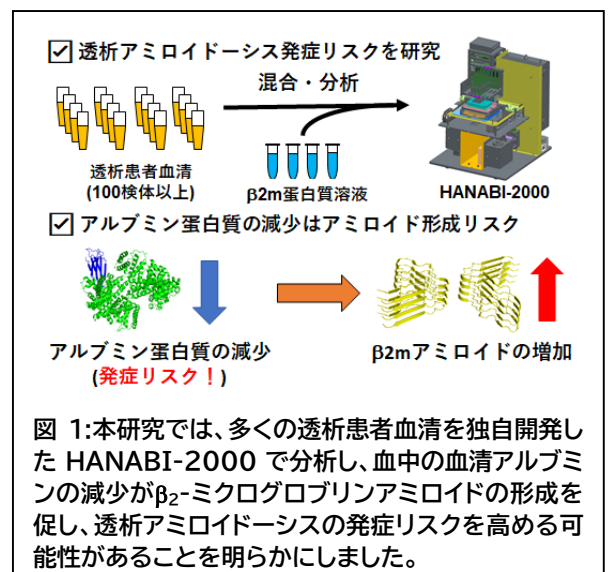 ☑ 透析アミロイドーシス発症リスクを研究
混合・分析
透析患者血清
(100検体以上)
β2m蛋白質溶液
HANABI-2000
☑ アルブミン蛋白質の減少はアミロイド形成リスク
アルブミン蛋白質の減少
(発症リスク！)
β2mアミロイドの増加
図 1:本研究では、多くの透析患者血清を独自開発し
た HANABI-2000 で分析し、血中の血清アルブミ
ンの減少がβ₂-ミクログロブリンアミロイドの形成を
促し、透析アミロイドーシスの発症リスクを高める可
能性があることを明らかにしました。